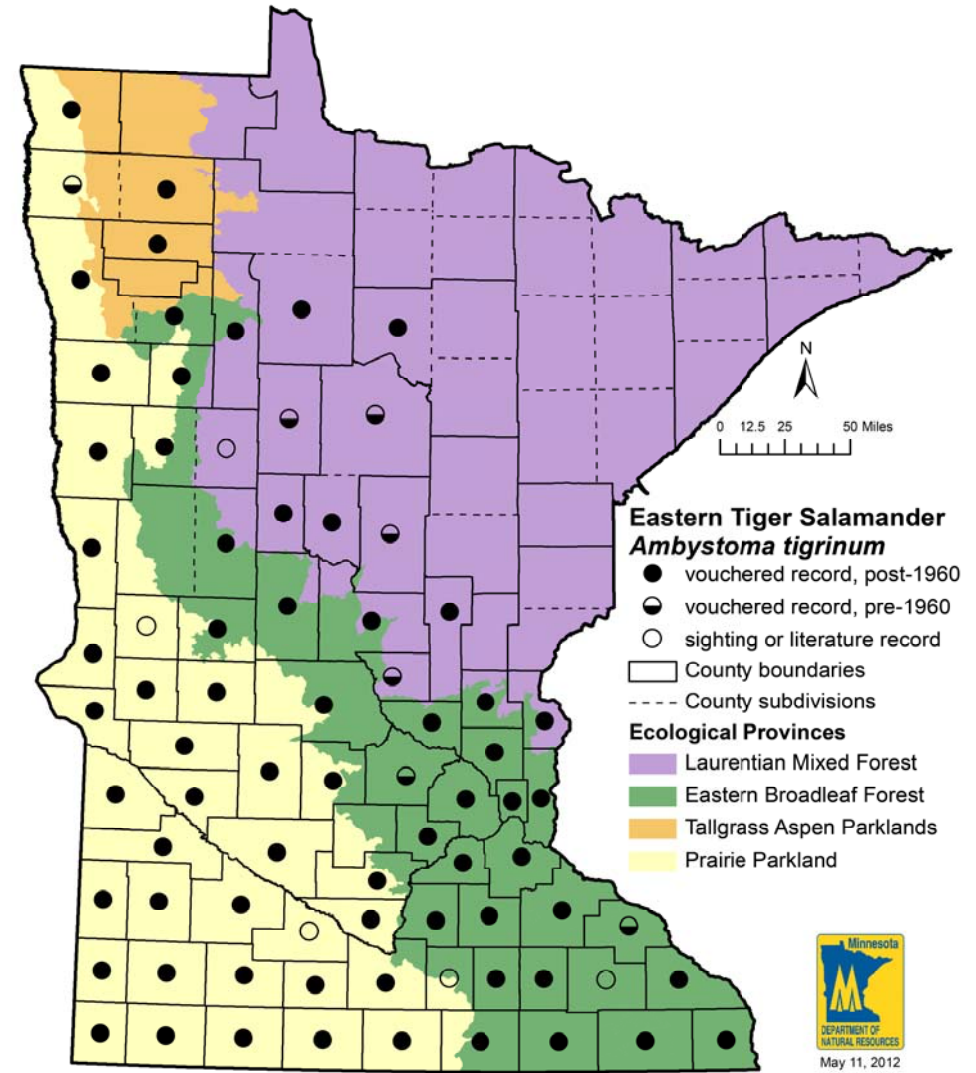 N
0 12.5 25 50 Miles
Eastern Tiger Salamander
Ambystoma tigrinum
vouchered record, post-1960
vouchered record, pre-1960
sighting or literature record
County boundaries
County subdivisions
Ecological Provinces
Laurentian Mixed Forest
Eastern Broadleaf Forest
Tallgrass Aspen Parklands
Prairie Parkland
Minnesota
DEPARTMENT OF
NATURAL RESOURCES
May 11, 2012